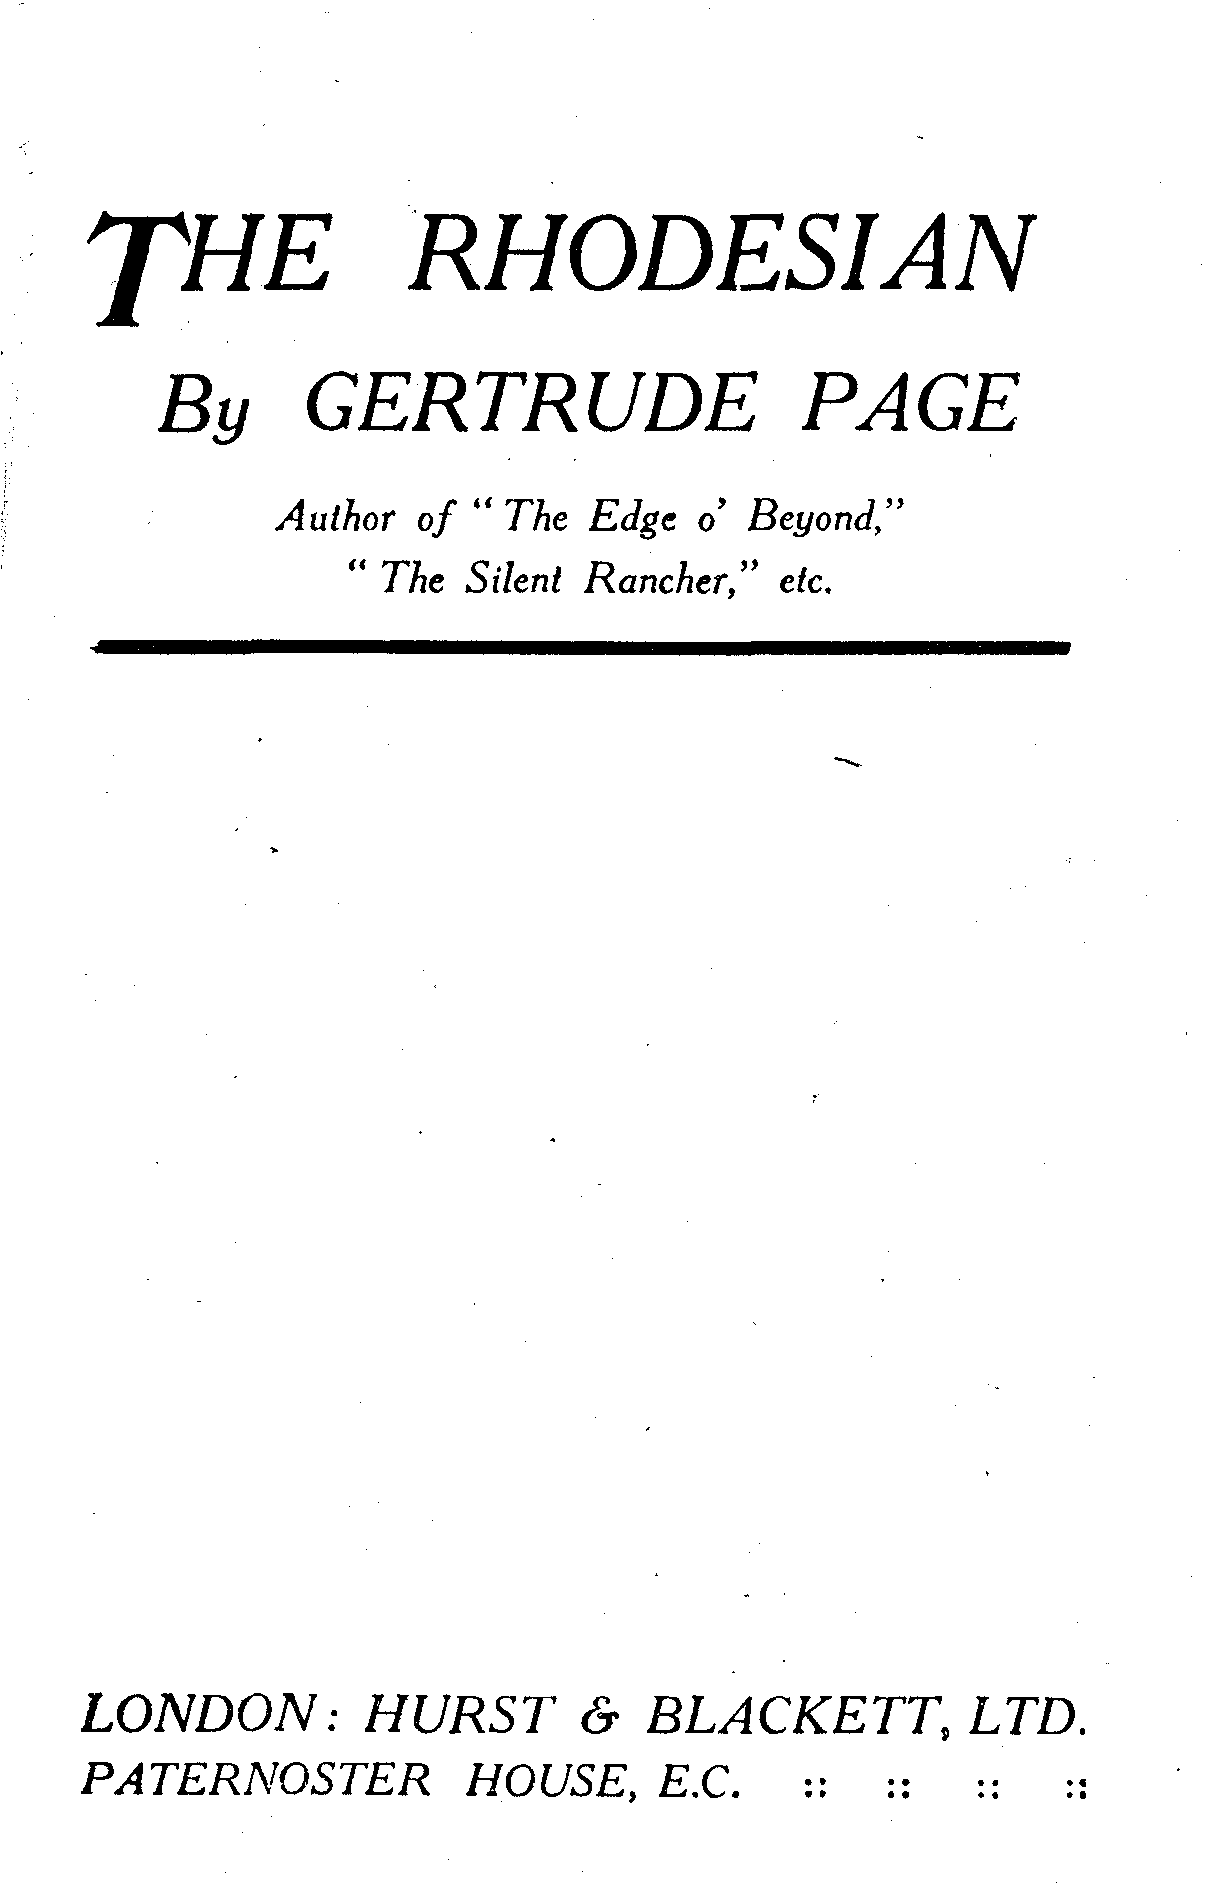 THE RHODESIAN
By GERTRUDE PAGE
Author of "The Edge o' Beyond,"
"The Silent Rancher," etc.
LONDON: HURST & BLACKETT, LTD.
PATERNOSTER HOUSE, E.C. :: :: :: ::